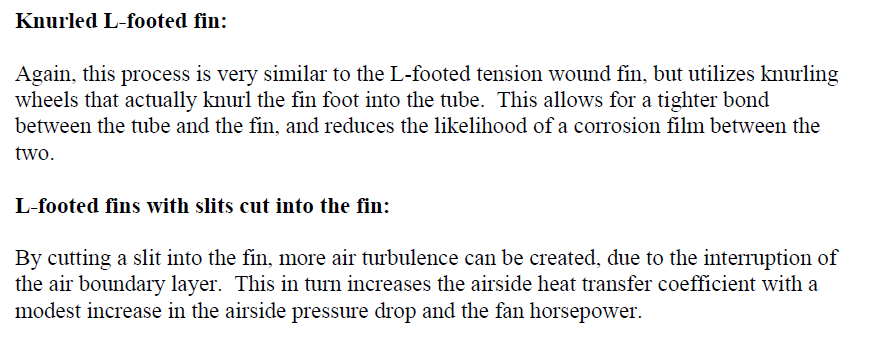 Knurled L-footed fin:
Again, this process is very similar to the L-footed tension wound fin, but utilizes knurling
wheels that actually knurl the fin foot into the tube.  This allows for a tighter bond
between the tube and the fin, and reduces the likelihood of a corrosion film between the
two.
L-footed fins with slits cut into the fin:
By cutting a slit into the fin, more air turbulence can be created, due to the interruption of
the air boundary layer.  This in turn increases the airside heat transfer coefficient with a
modest increase in the airside pressure drop and the fan horsepower.